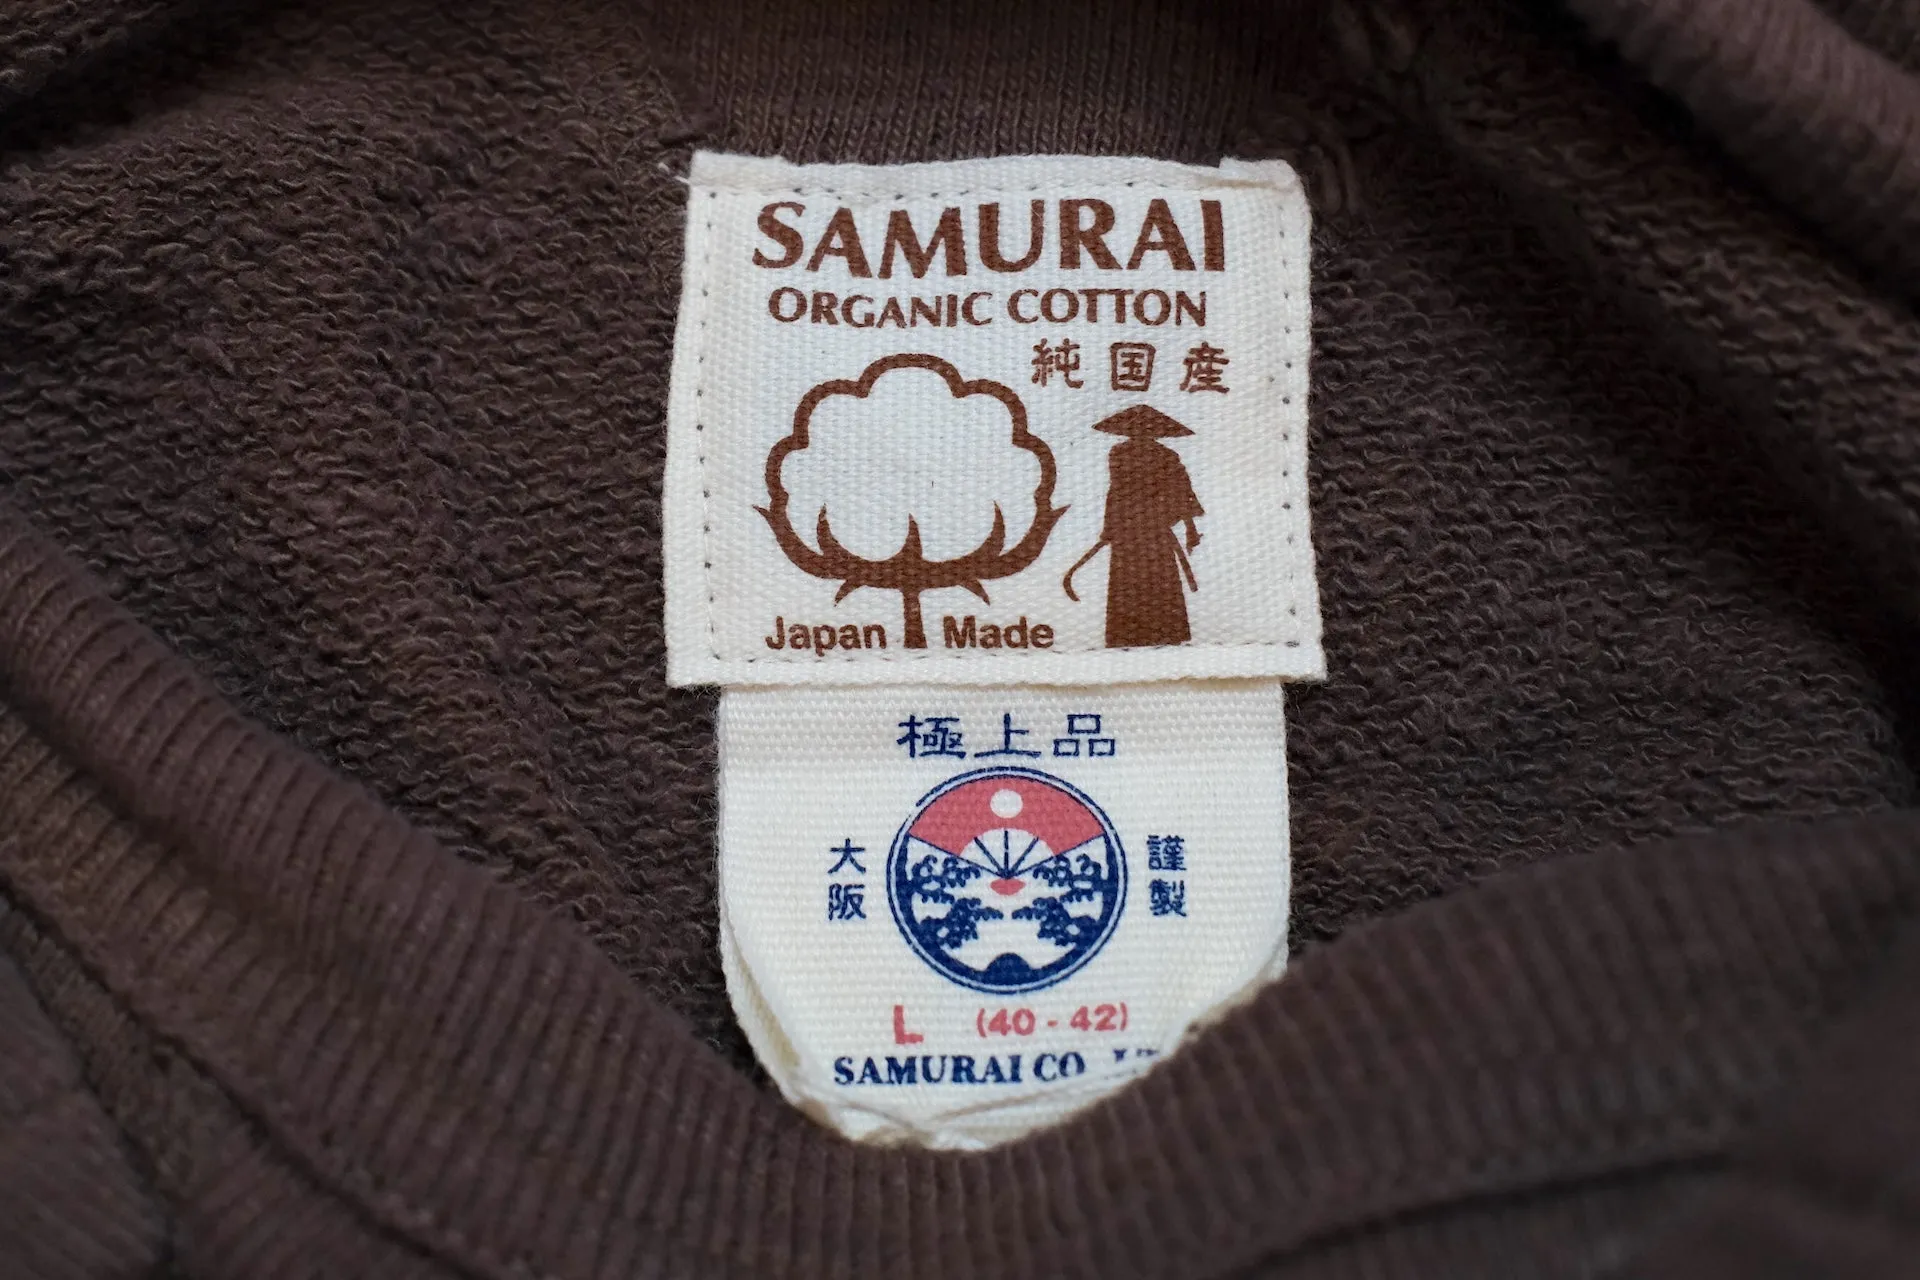 SAMURAI
ORGANIC COTTON
純国産
Japan Made
極上品
大阪
謹製
L (40 - 42)
SAMURAI CO